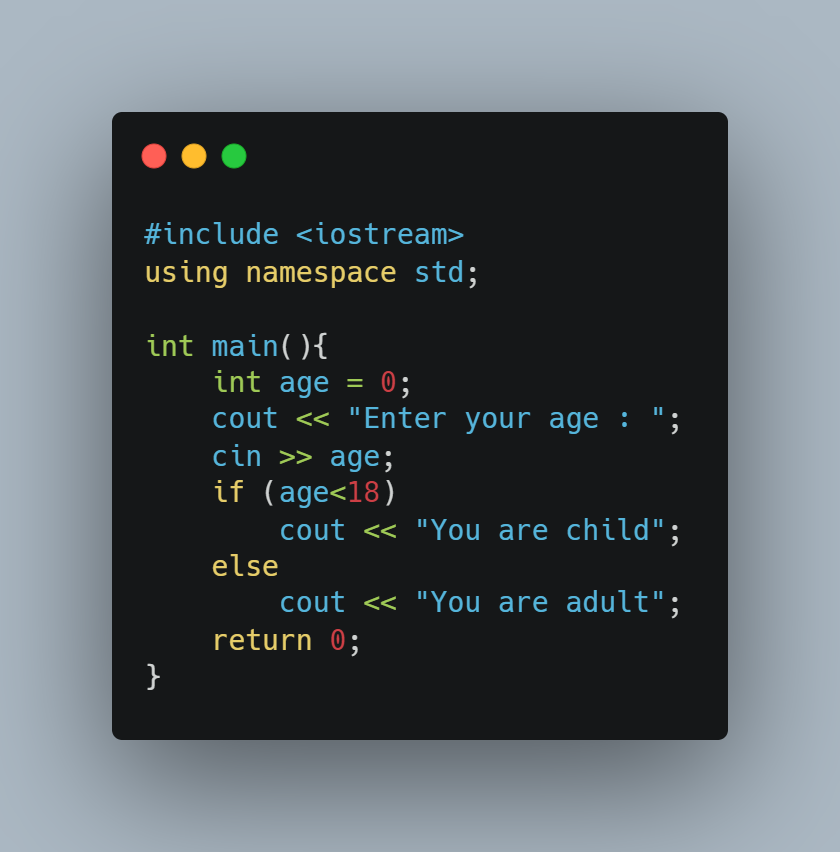 #include <iostream>
using namespace std;

int main(){
    int age = 0;
    cout << "Enter your age : ";
    cin >> age;
    if (age<18)
        cout << "You are child";
    else
        cout << "You are adult";
    return 0;
}